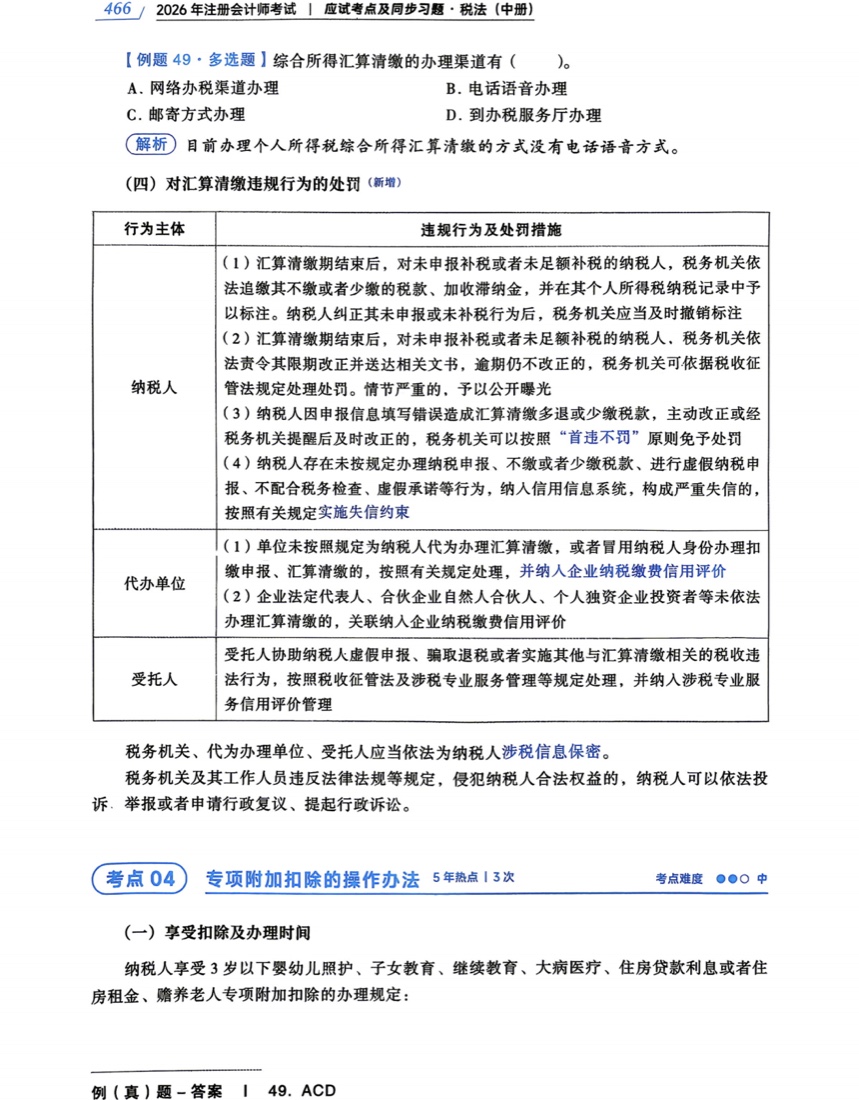 466 2026年注册会计师考试 | 应试考点及同步习题·税法（中册）
【例题49·多选题】综合所得汇算清缴的办理渠道有（　　）。
A. 网络办税渠道办理 B. 电话语音办理
C. 邮寄方式办理 D. 到办税服务厅办理
解析 目前办理个人所得税综合所得汇算清缴的方式没有电话语音方式。
（四）对汇算清缴违规行为的处罚（新增）
行为主体 违规行为及处罚措施
（1）汇算清缴期结束后，对未申报补税或者未足额补税的纳税人，税务机关依
法追缴其不缴或者少缴的税款、加收滞纳金，并在其个人所得税纳税记录中予
以标注。纳税人纠正其未申报或未补税行为后，税务机关应当及时撤销标注
（2）汇算清缴期结束后，对未申报补税或者未足额补税的纳税人，税务机关依
法责令其限期改正并送达相关文书，逾期仍不改正的，税务机关可依据税收征
纳税人 管法规定处理处罚。情节严重的，予以公开曝光
（3）纳税人因申报信息填写错误造成汇算清缴多退或少缴税款，主动改正或经
税务机关提醒后及时改正的，税务机关可以按照“首违不罚”原则免予处罚
（4）纳税人存在未按规定办理纳税申报、不缴或者少缴税款、进行虚假纳税申
报、不配合税务检查、虚假承诺等行为，纳入信用信息系统，构成严重失信的，
按照有关规定实施失信约束
（1）单位未按照规定为纳税人代为办理汇算清缴，或者冒用纳税人身份办理扣
代办单位 缴申报、汇算清缴的，按照有关规定处理，并纳入企业纳税缴费信用评价
（2）企业法定代表人、合伙企业自然人合伙人、个人独资企业投资者等未依法
办理汇算清缴的，关联纳入企业纳税缴费信用评价
受托人协助纳税人虚假申报、骗取退税或者实施其他与汇算清缴相关的税收违
受托人 法行为，按照税收征管法及涉税专业服务管理等规定处理，并纳入涉税专业服
务信用评价管理
税务机关、代为办理单位、受托人应当依法为纳税人涉税信息保密。
税务机关及其工作人员违反法律法规等规定，侵犯纳税人合法权益的，纳税人可以依法投
诉、举报或者申请行政复议、提起行政诉讼。
考点 04 专项附加扣除的操作办法 5年热点 | 3次 考点难度 中
（一）享受扣除及办理时间
纳税人享受3岁以下婴幼儿照护、子女教育、继续教育、大病医疗、住房贷款利息或者住
房租金、赡养老人专项附加扣除的办理规定：
例（真）题－答案 | 49. ACD